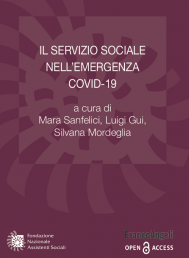 IL SERVIZIO SOCIALE
NELL'EMERGENZA
COVID-19
a cura di
Mara Sanfelici, Luigi Gui,
Silvana Mordeglia
Fondazione
Nazionale
Assistenti Sociali
FrancoAngeli
OPEN ACCESS